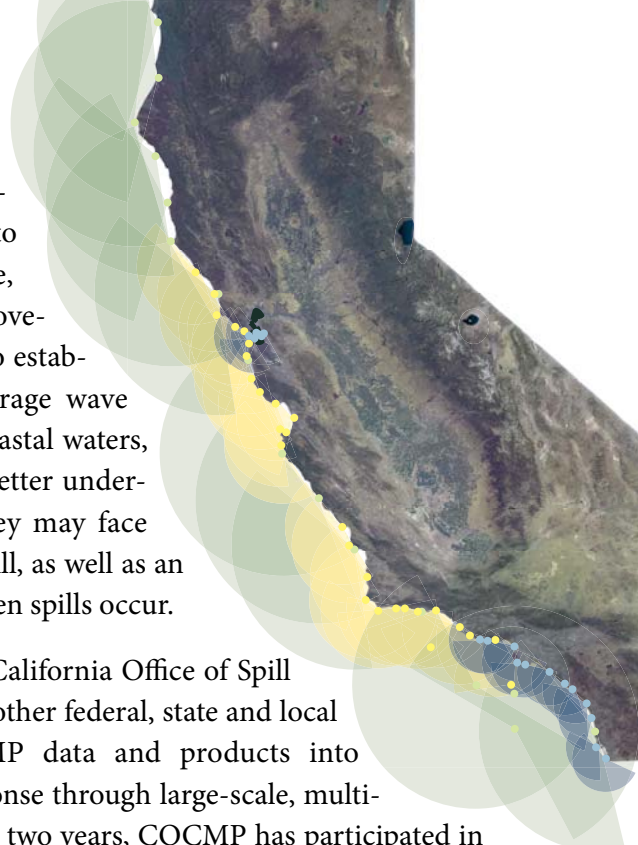 -
to
e,
ove-
o estab-
rage wave
astal waters,
etter under-
ey may face
ll, as well as an
en spills occur.
California Office of Spill
other federal, state and local
MP data and products into
onse through large-scale, multi-
two years, COCMP has participated in